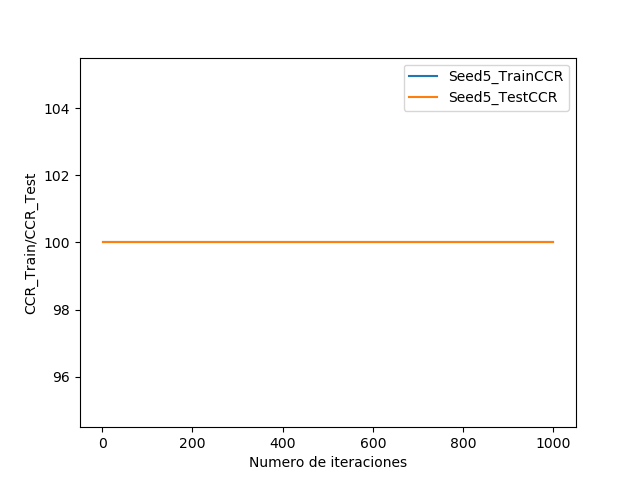 Seed5_TrainCCR
Seed5_TestCCR
104
102
100
98
96
CCR_Train/CCR_Test
0 200 400 600 800 1000
Numero de iteraciones